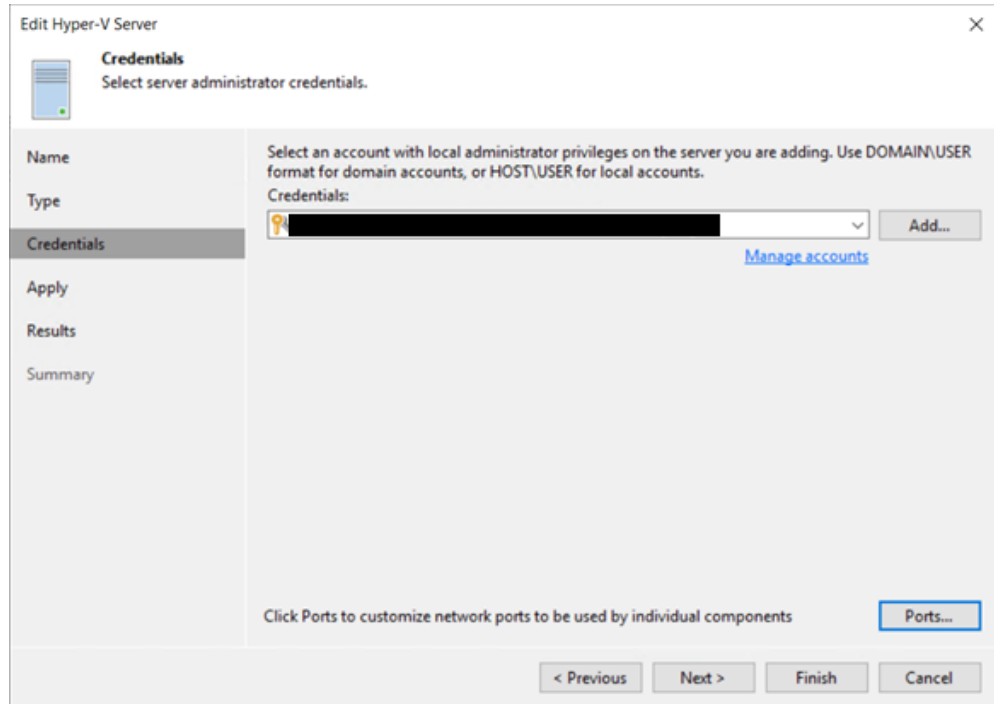 Edit Hyper-V Server
Credentials
Select server administrator credentials.
Name
Type
Credentials
Apply
Results
Summary
Select an account with local administrator privileges on the server you are adding. Use DOMAIN\USER
format for domain accounts, or HOST\USER for local accounts.
Credentials:
Add...
Manage accounts
Click Ports to customize network ports to be used by individual components
Ports...
< Previous
Next >
Finish
Cancel